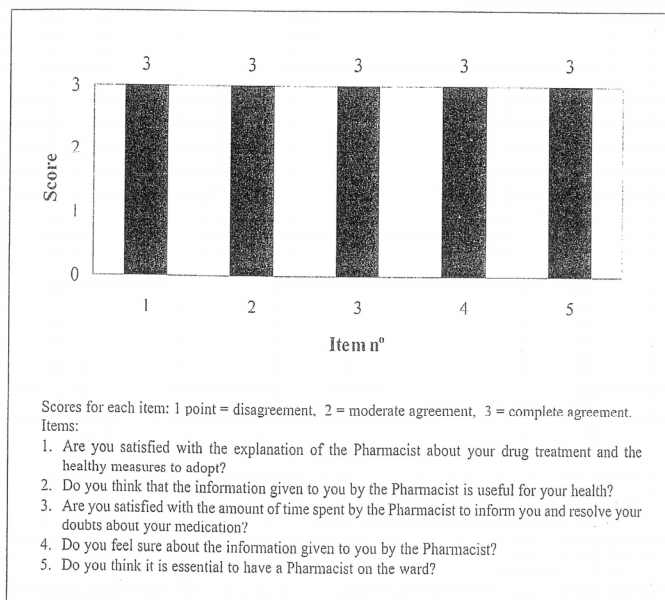 3 3 3 3 3
3
2
1
0
Score
1 2 3 4 5
Item nº
Scores for each item: 1 point = disagreement, 2 = moderate agreement, 3 = complete agreement.
Items:
1. Are you satisfied with the explanation of the Pharmacist about your drug treatment and the
healthy measures to adopt?
2. Do you think that the information given to you by the Pharmacist is useful for your health?
3. Are you satisfied with the amount of time spent by the Pharmacist to inform you and resolve your
doubts about your medication?
4. Do you feel sure about the information given to you by the Pharmacist?
5. Do you think it is essential to have a Pharmacist on the ward?